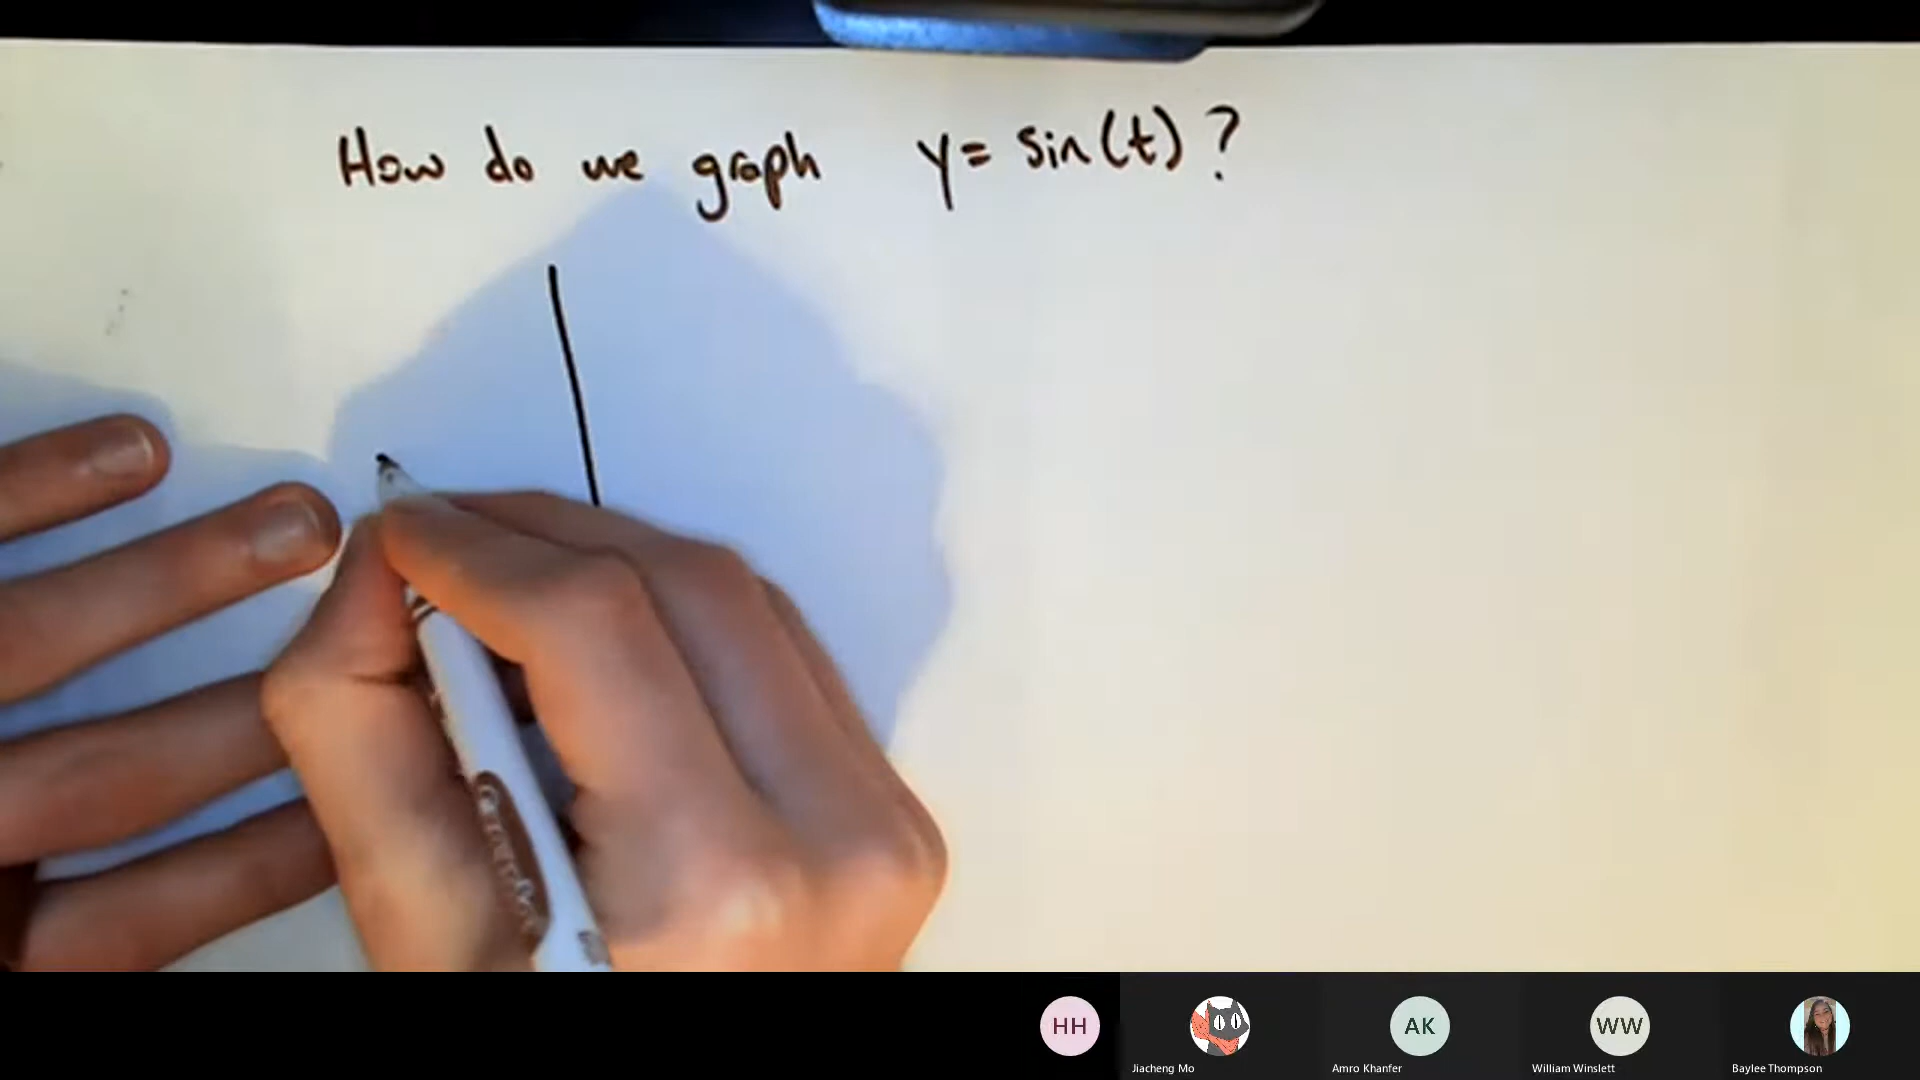 How do we graph y = sin(t)?
HH
AK
WW
Jiacheng Mo
Amro Khanfer
William Winslett
Baylee Thompson